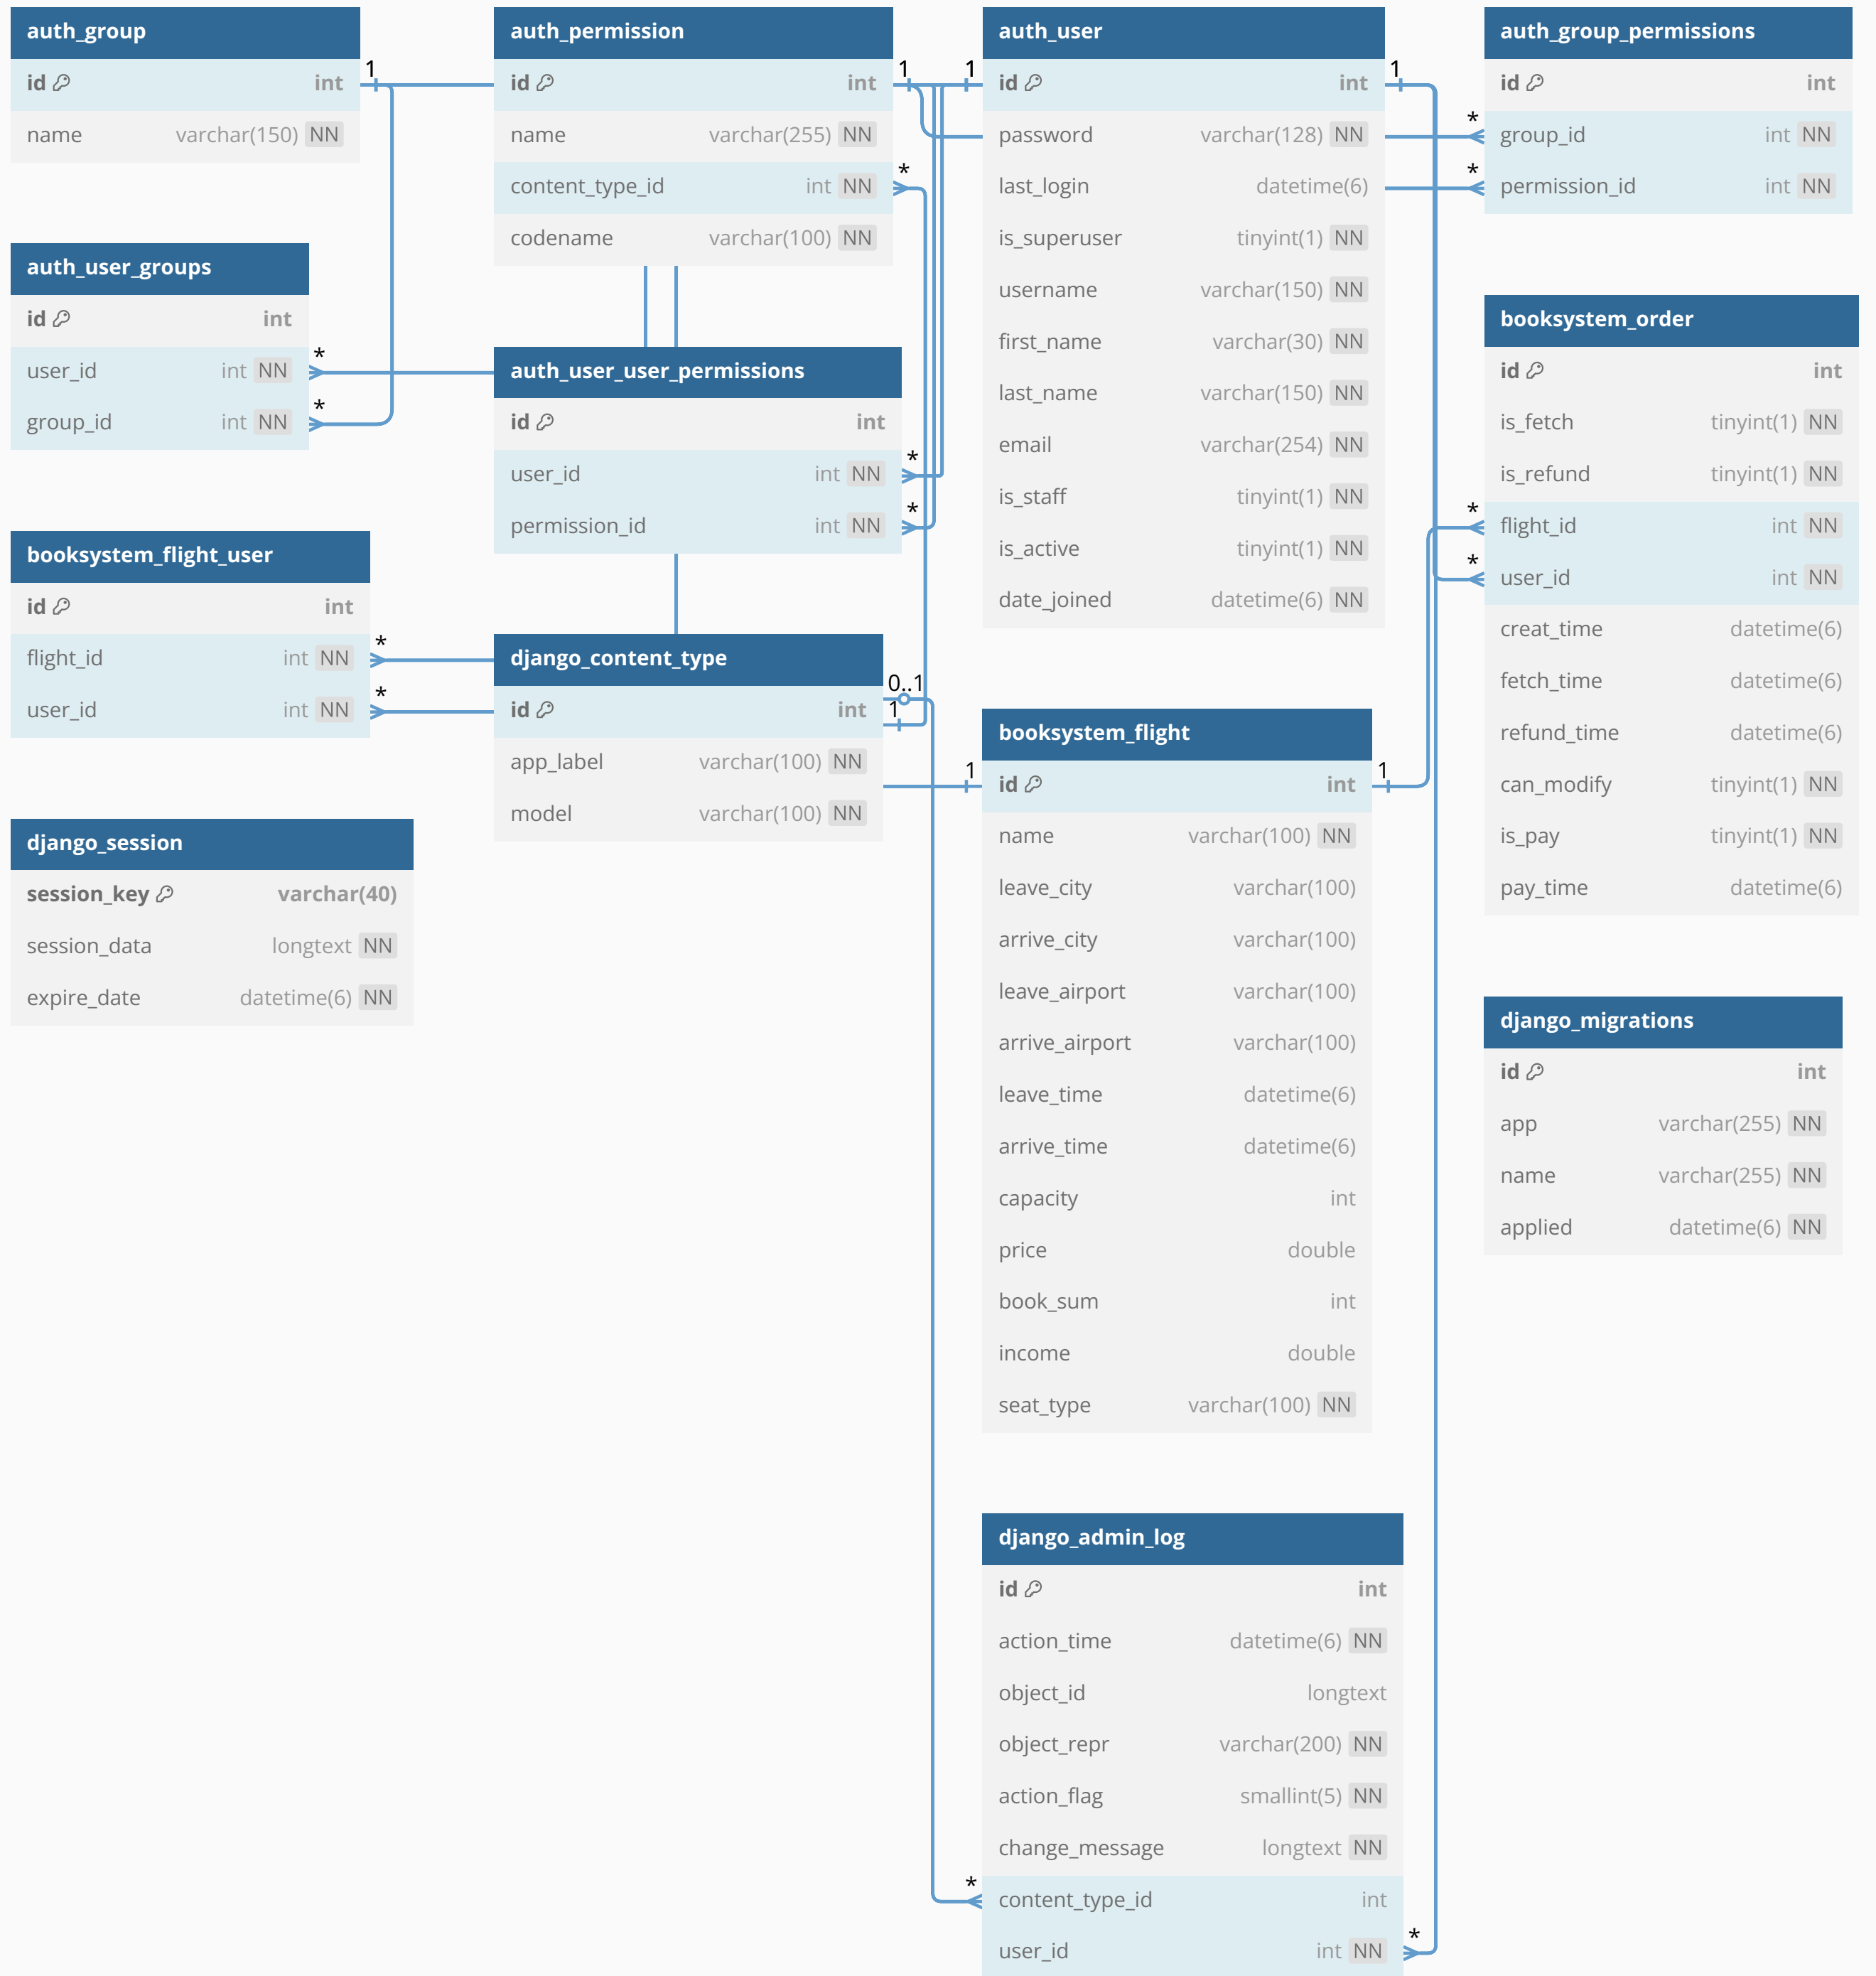 auth_group
1
id int
name varchar(150) NN
auth_permission
1
id int
name varchar(255) NN
*
content_type_id int NN
codename varchar(100) NN
auth_user
1
1
id int
password varchar(128) NN
last_login datetime(6)
is_superuser tinyint(1) NN
username varchar(150) NN
first_name varchar(30) NN
last_name varchar(150) NN
email varchar(254) NN
is_staff tinyint(1) NN
is_active tinyint(1) NN
date_joined datetime(6) NN
auth_group_permissions
id int
*
group_id int NN
*
permission_id int NN
auth_user_groups
id int
*
user_id int NN
*
group_id int NN
auth_user_user_permissions
id int
*
user_id int NN
*
permission_id int NN
booksystem_order
id int
is_fetch tinyint(1) NN
is_refund tinyint(1) NN
*
flight_id int NN
*
user_id int NN
creat_time datetime(6)
fetch_time datetime(6)
refund_time datetime(6)
can_modify tinyint(1) NN
is_pay tinyint(1) NN
pay_time datetime(6)
booksystem_flight_user
id int
*
flight_id int NN
*
user_id int NN
django_content_type
0..1
id int
1
app_label varchar(100) NN
model varchar(100) NN
booksystem_flight
1
1
id int
name varchar(100) NN
leave_city varchar(100)
arrive_city varchar(100)
leave_airport varchar(100)
arrive_airport varchar(100)
leave_time datetime(6)
arrive_time datetime(6)
capacity int
price double
book_sum int
income double
seat_type varchar(100) NN
django_session
session_key varchar(40)
session_data longtext NN
expire_date datetime(6) NN
django_migrations
id int
app varchar(255) NN
name varchar(255) NN
applied datetime(6) NN
django_admin_log
id int
action_time datetime(6) NN
object_id longtext
object_repr varchar(200) NN
action_flag smallint(5) NN
change_message longtext NN
*
content_type_id int
*
user_id int NN